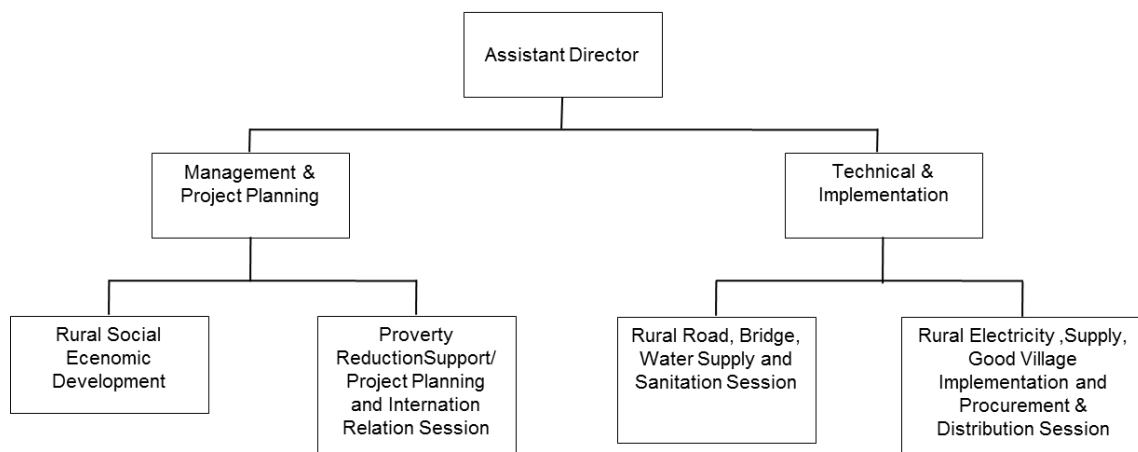 Assistant Director
Management &
Project Planning
Technical &
Implementation
Rural Social
Ecenomic
Development
Proverty
ReductionSupport/
Project Planning
and Internation
Relation Session
Rural Road, Bridge,
Water Supply and
Sanitation Session
Rural Electricity ,Supply,
Good Village
Implementation and
Procurement &
Distribution Session